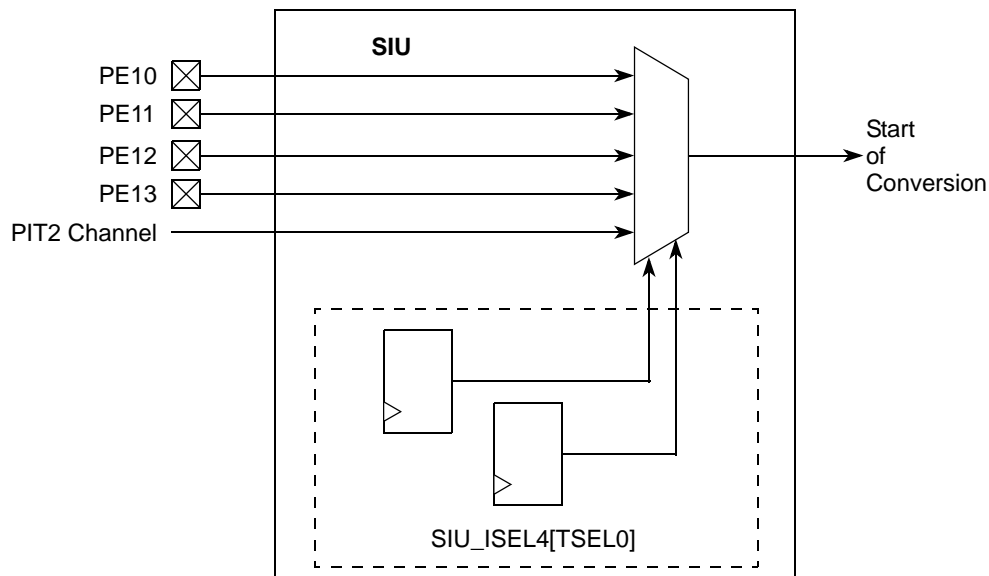 SIU
PE10
PE11
PE12
PE13
PIT2 Channel
Start
of
Conversion
SIU_ISEL4[TSEL0]